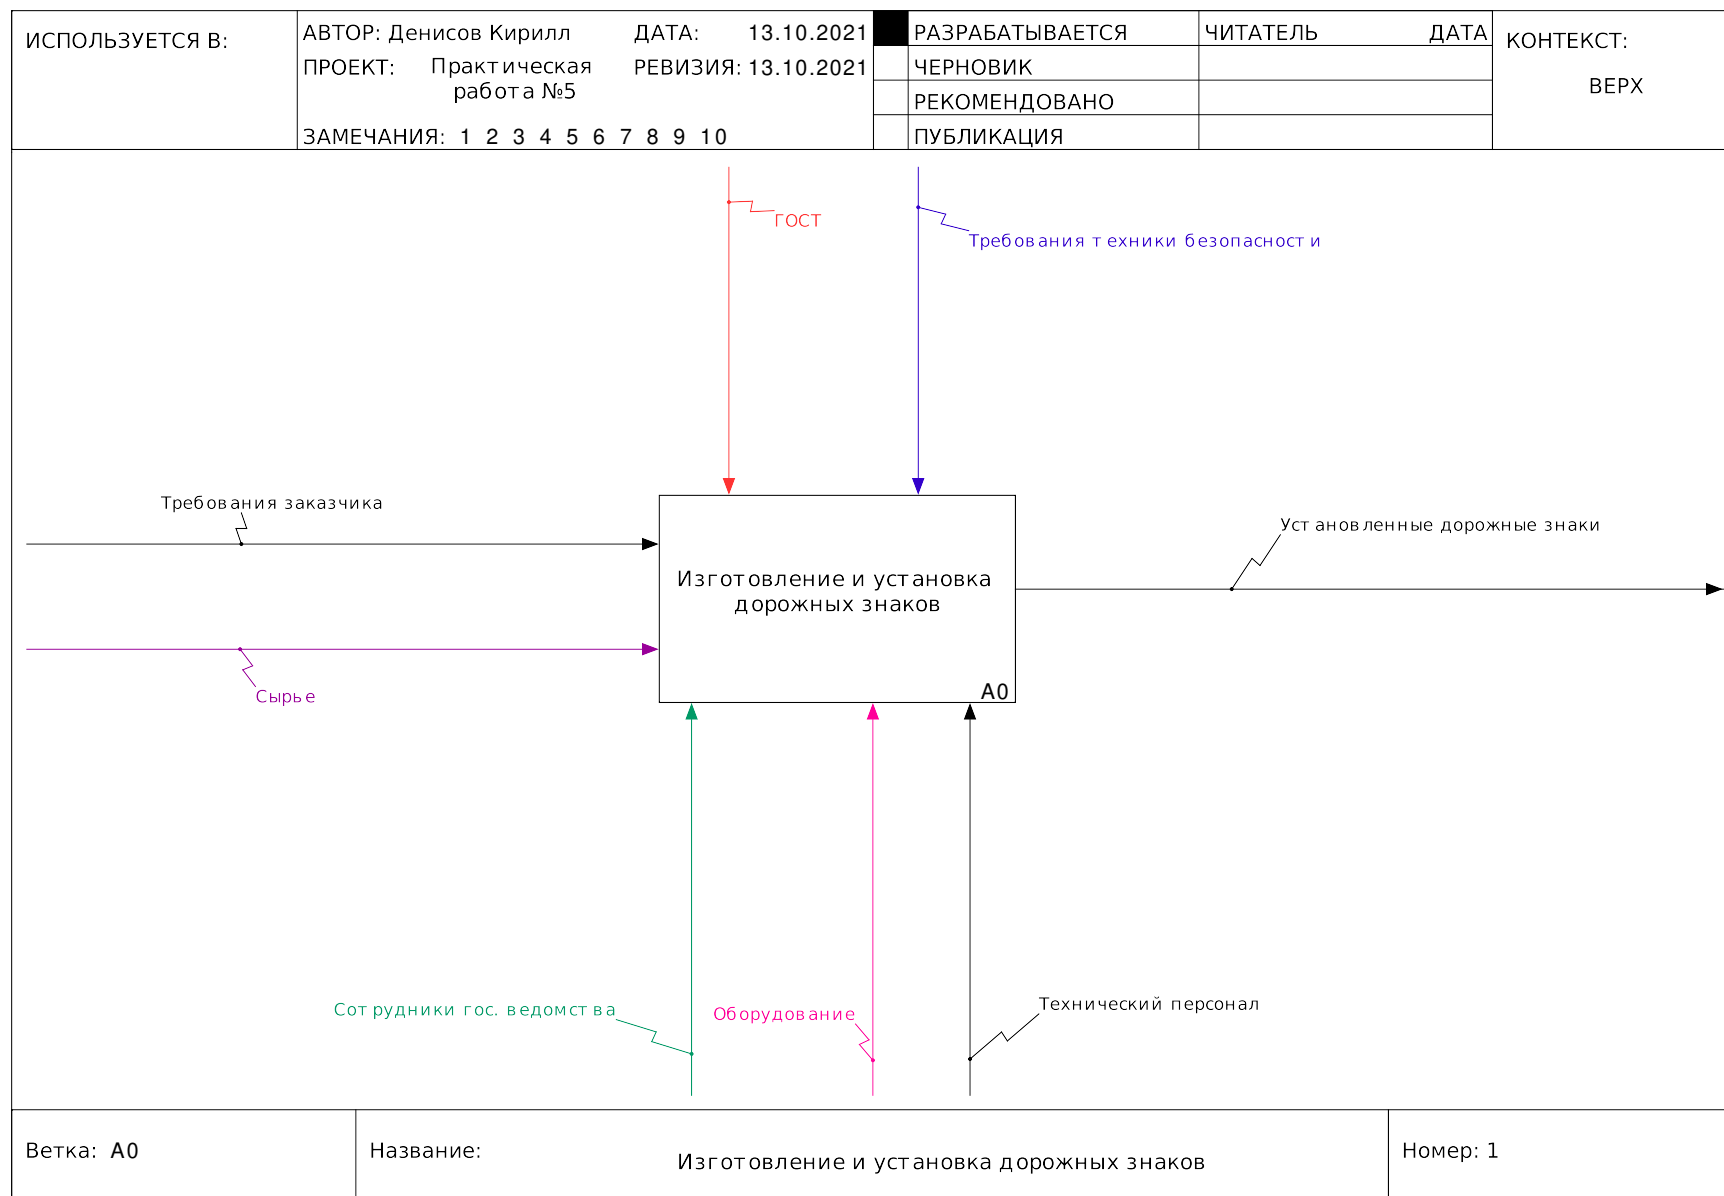 ИСПОЛЬЗУЕТСЯ В:
АВТОР: Денисов Кирилл
ДАТА: 13.10.2021
ПРОЕКТ: Практическая
работа №5
РЕВИЗИЯ: 13.10.2021
ЗАМЕЧАНИЯ: 1 2 3 4 5 6 7 8 9 10
РАЗРАБАТЫВАЕТСЯ
ЧЕРНОВИК
РЕКОМЕНДОВАНО
ПУБЛИКАЦИЯ
ЧИТАТЕЛЬ ДАТА
КОНТЕКСТ:
ВЕРХ
ГОСТ
Требования техники безопасности
Требования заказчика
Установленные дорожные знаки
Изготовление и установка
дорожных знаков
A0
Сырье
Сотрудники гос. ведомства
Оборудование
Технический персонал
Ветка: A0
Название:
Изготовление и установка дорожных знаков
Номер: 1